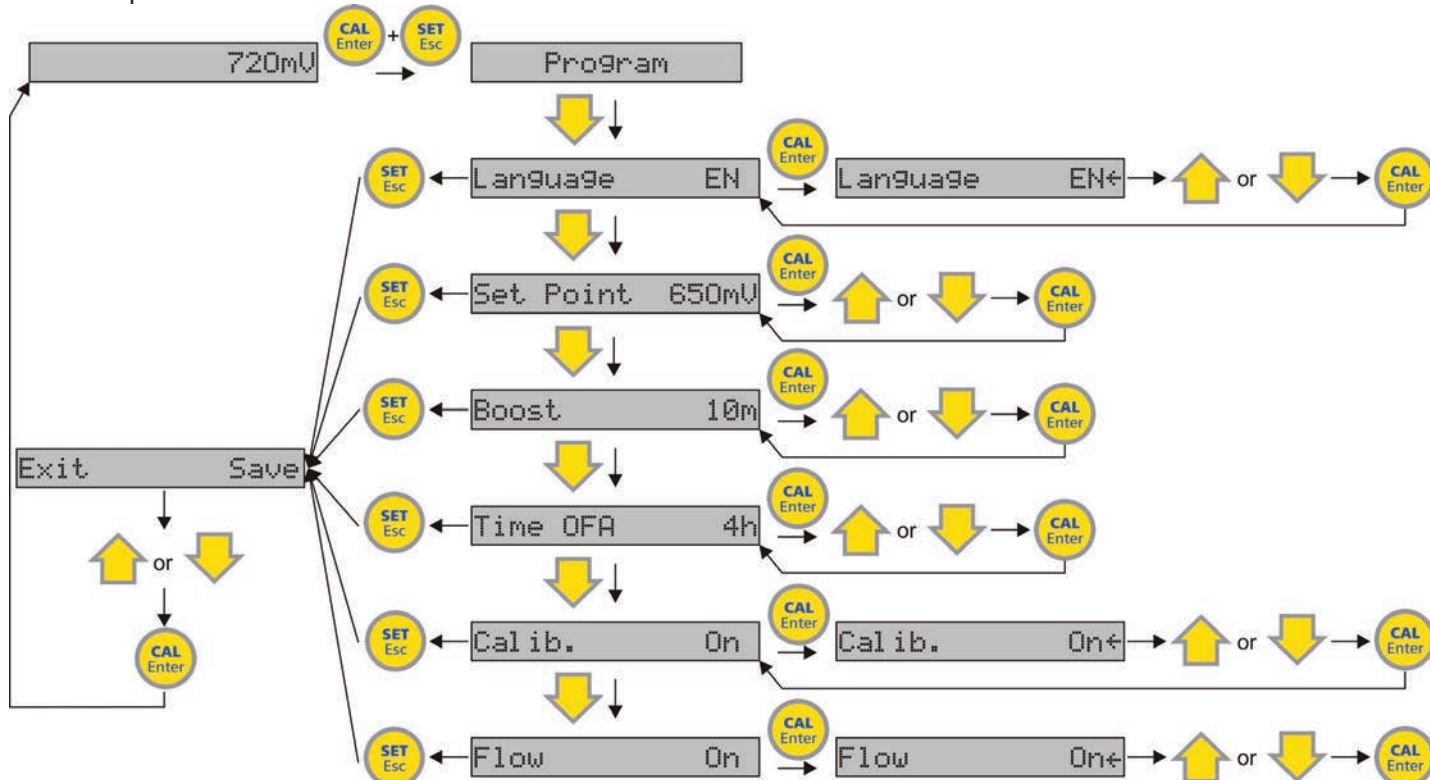 720mV
CAL Enter + SET Esc
Program
SET Esc
Language EN
CAL Enter
Language EN←
or
CAL Enter
SET Esc
Set Point 650mV
CAL Enter
or
CAL Enter
SET Esc
Boost 10m
CAL Enter
or
CAL Enter
Exit Save
or
CAL Enter
SET Esc
Time OFA 4h
CAL Enter
or
CAL Enter
SET Esc
Calib. On
CAL Enter
Calib. On←
or
CAL Enter
SET Esc
Flow On
CAL Enter
Flow On←
or
CAL Enter